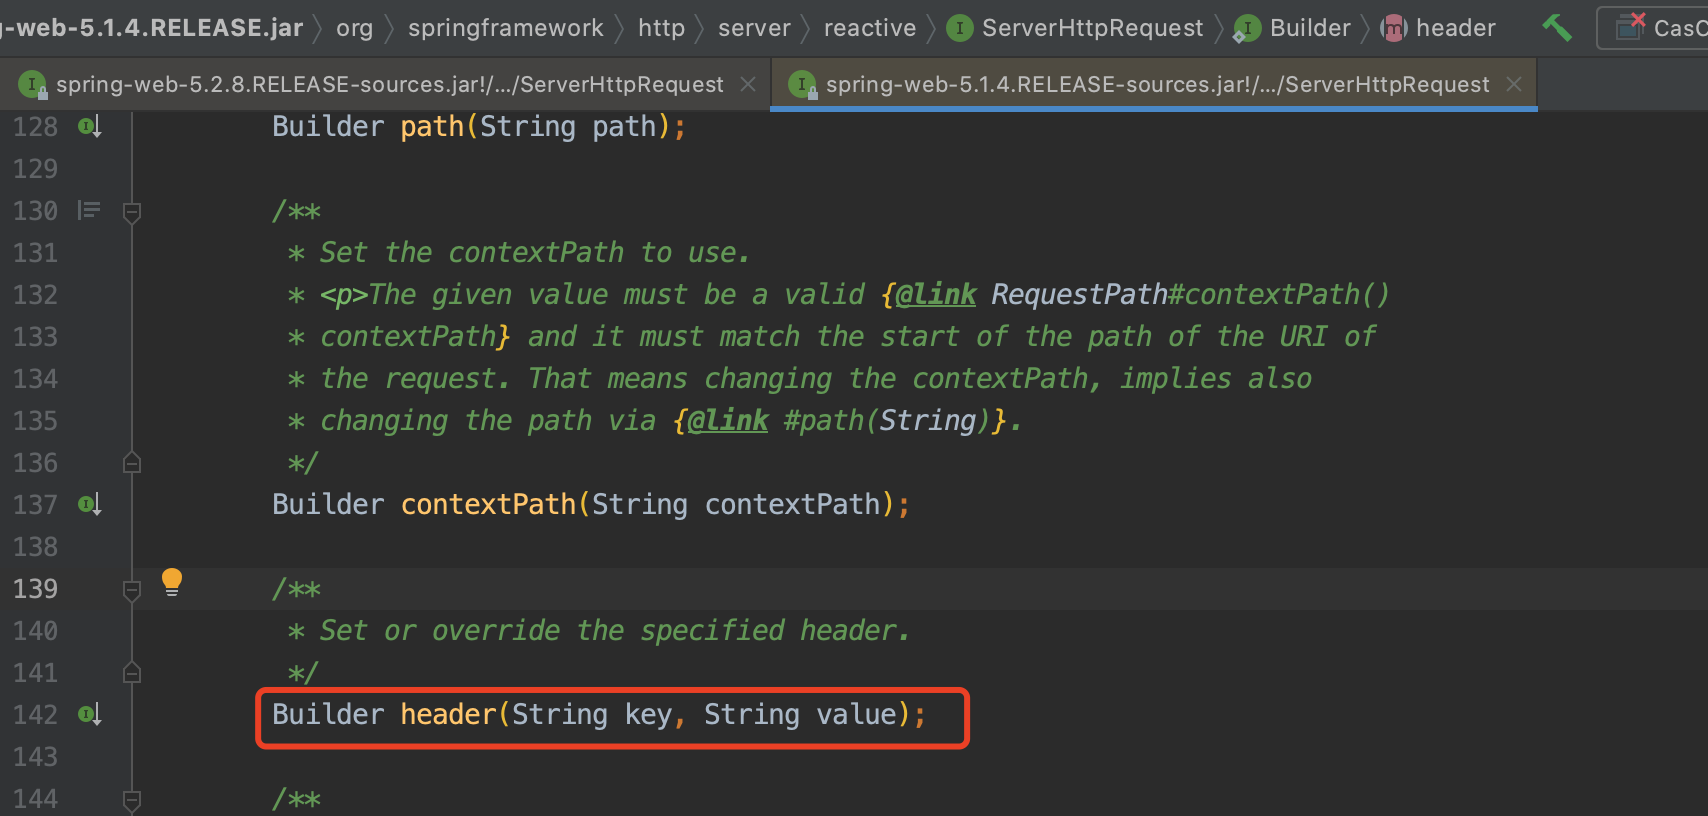 -web-5.1.4.RELEASE.jar 〉 org 〉 springframework 〉 http 〉 server 〉 reactive 〉 I ServerHttpRequest 〉 I Builder 〉 m header
I spring-web-5.2.8.RELEASE-sources.jar!/.../ServerHttpRequest × I spring-web-5.1.4.RELEASE-sources.jar!/.../ServerHttpRequest ×
128 Builder path(String path);
129
130 /**
131 * Set the contextPath to use.
132 * <p>The given value must be a valid {@link RequestPath#contextPath()
133 * contextPath} and it must match the start of the path of the URI of
134 * the request. That means changing the contextPath, implies also
135 * changing the path via {@link #path(String)}.
136 */
137 Builder contextPath(String contextPath);
138
139 /**
140 * Set or override the specified header.
141 */
142 Builder header(String key, String value);
143
144 /**